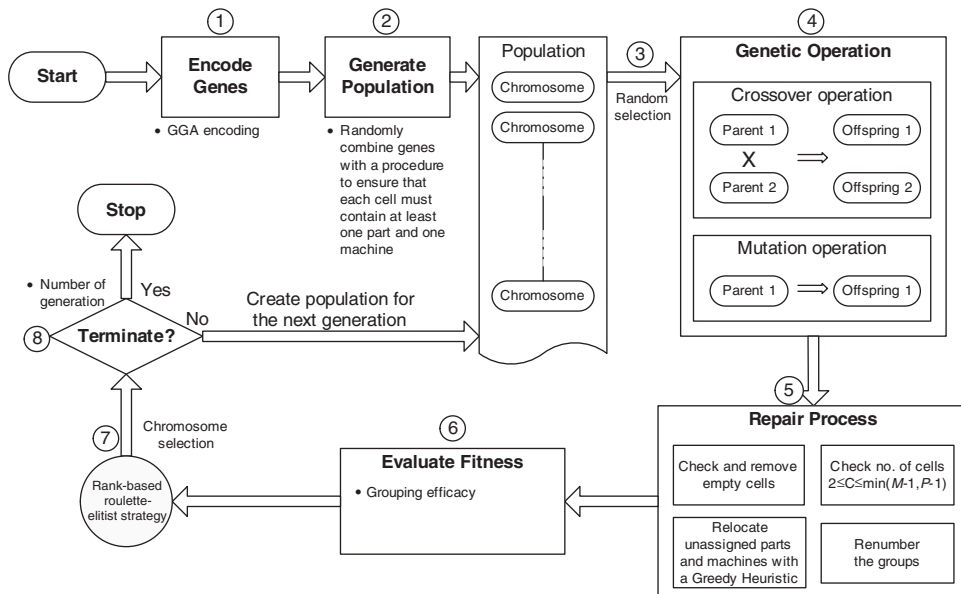 Start
1
Encode
Genes
• GGA encoding
2
Generate
Population
• Randomly
combine genes
with a procedure
to ensure that
each cell must
contain at least
one part and one
machine
Population
Chromosome
Chromosome
Chromosome
3
Random
selection
4
Genetic Operation
Crossover operation
Parent 1
X
Parent 2
Offspring 1
Offspring 2
Mutation operation
Parent 1
Offspring 1
5
Repair Process
Check and remove
empty cells
Check no. of cells
2≤C≤min(M-1,P-1)
Relocate
unassigned parts
and machines with
a Greedy Heuristic
Renumber
the groups
6
Evaluate Fitness
• Grouping efficacy
7
Chromosome
selection
Rank-based
roulette-
elitist strategy
8
Terminate?
• Number of
generation
Yes
Stop
No
Create population for
the next generation